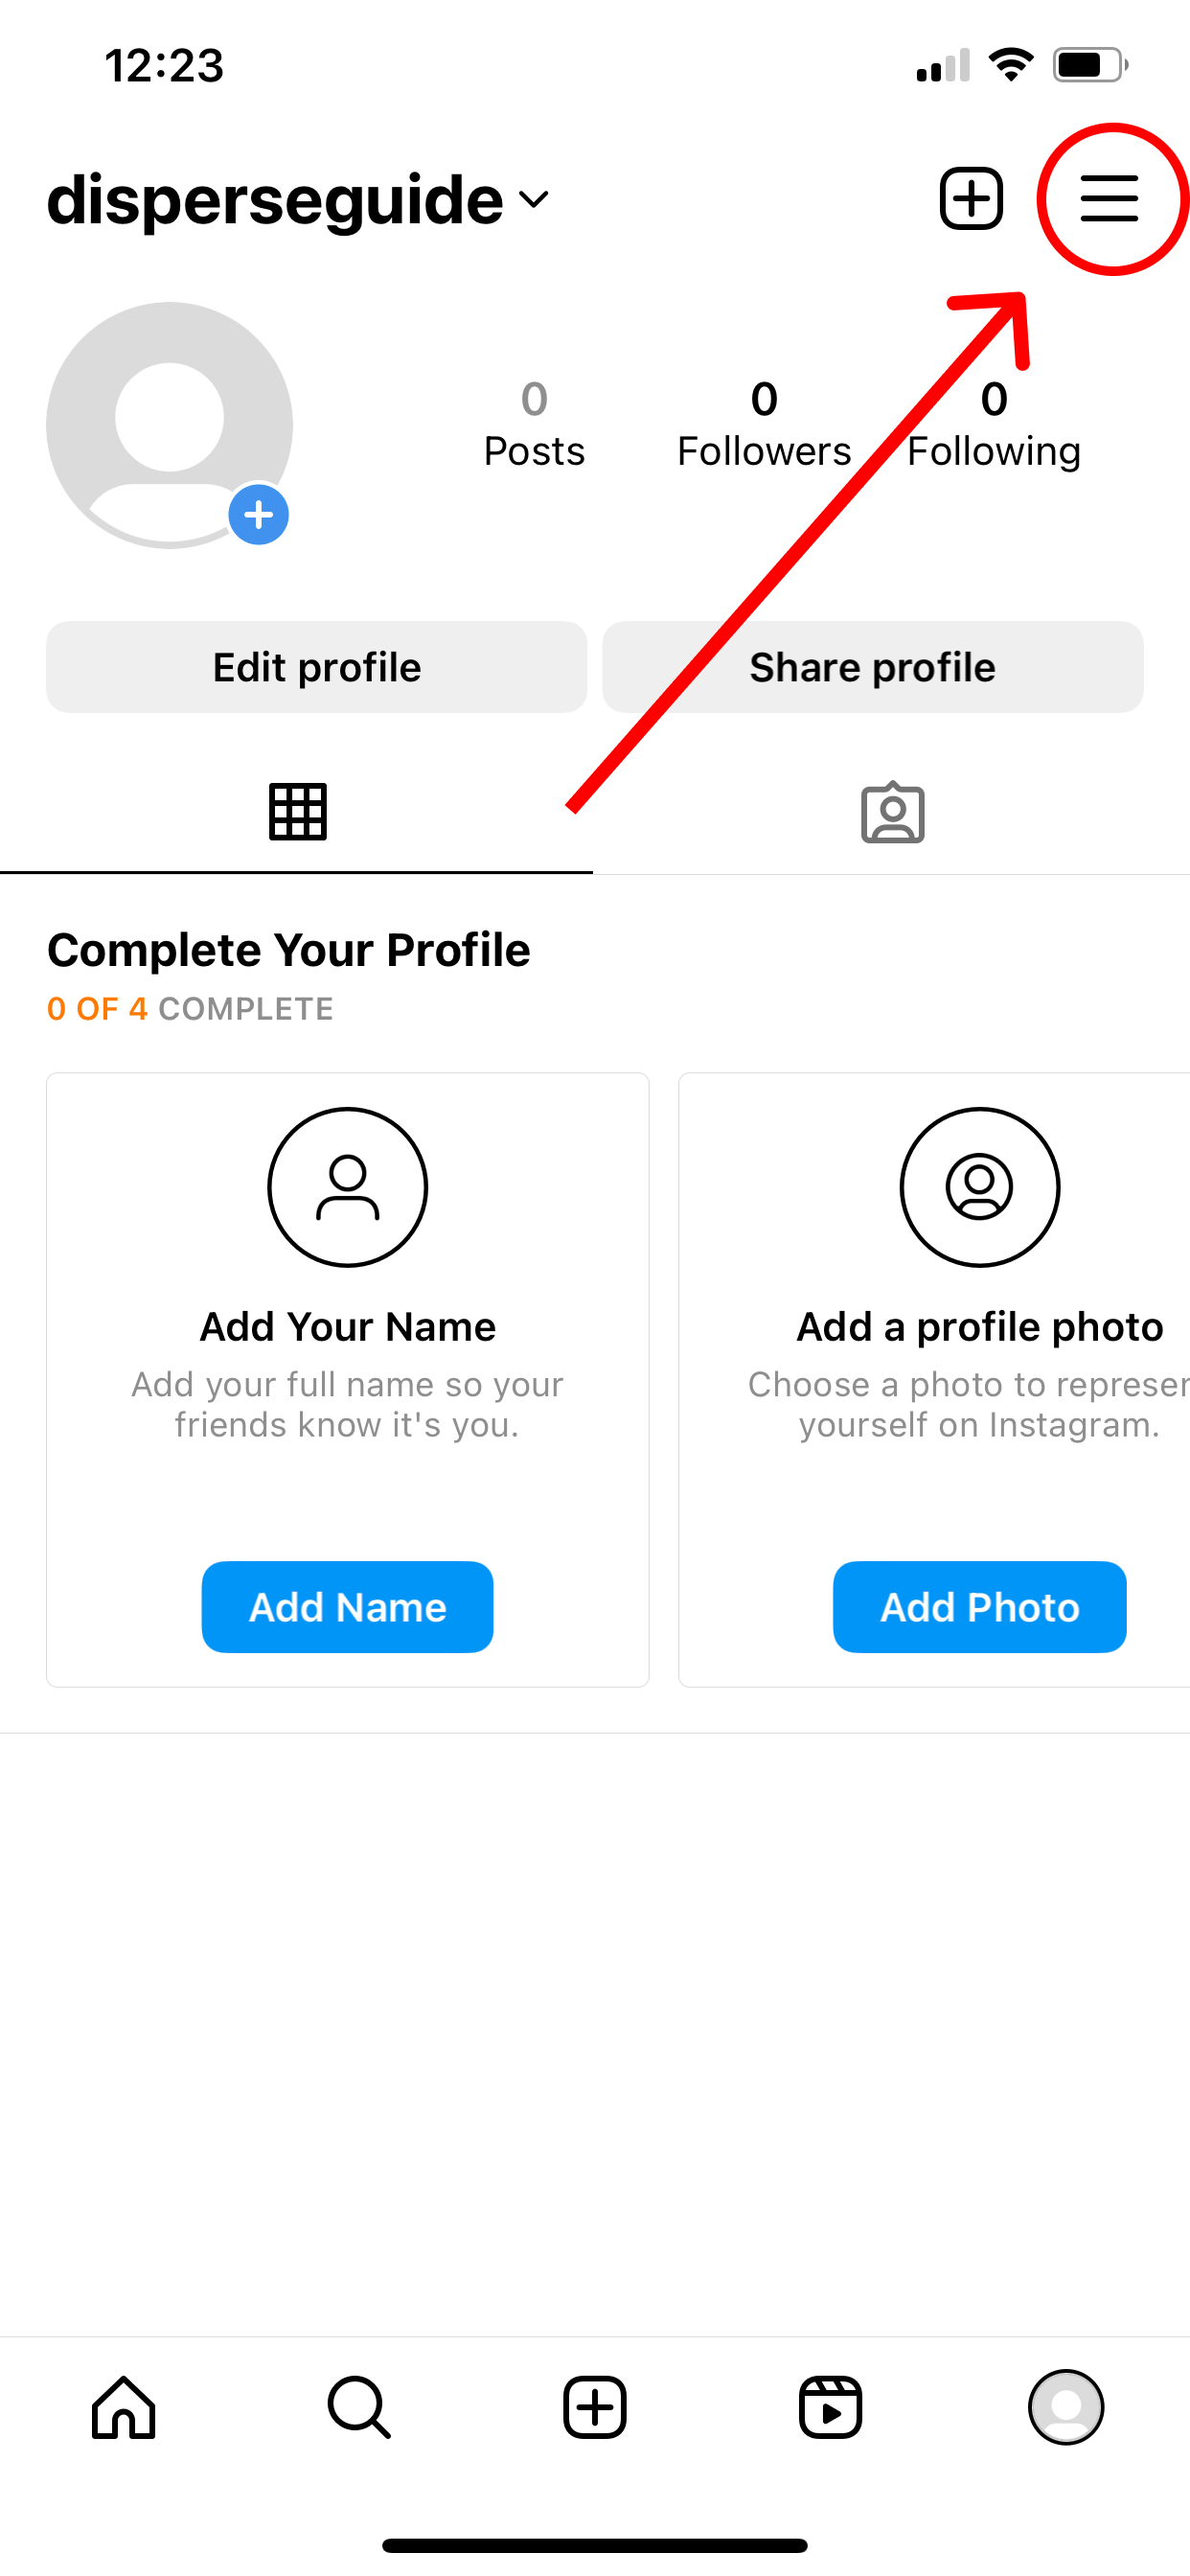 12:23
disperseguide
0 0 0
Posts Followers Following
Edit profile Share profile
Complete Your Profile
0 OF 4 COMPLETE
Add Your Name
Add your full name so your
friends know it's you.
Add Name
Add a profile photo
Choose a photo to represen
yourself on Instagram.
Add Photo